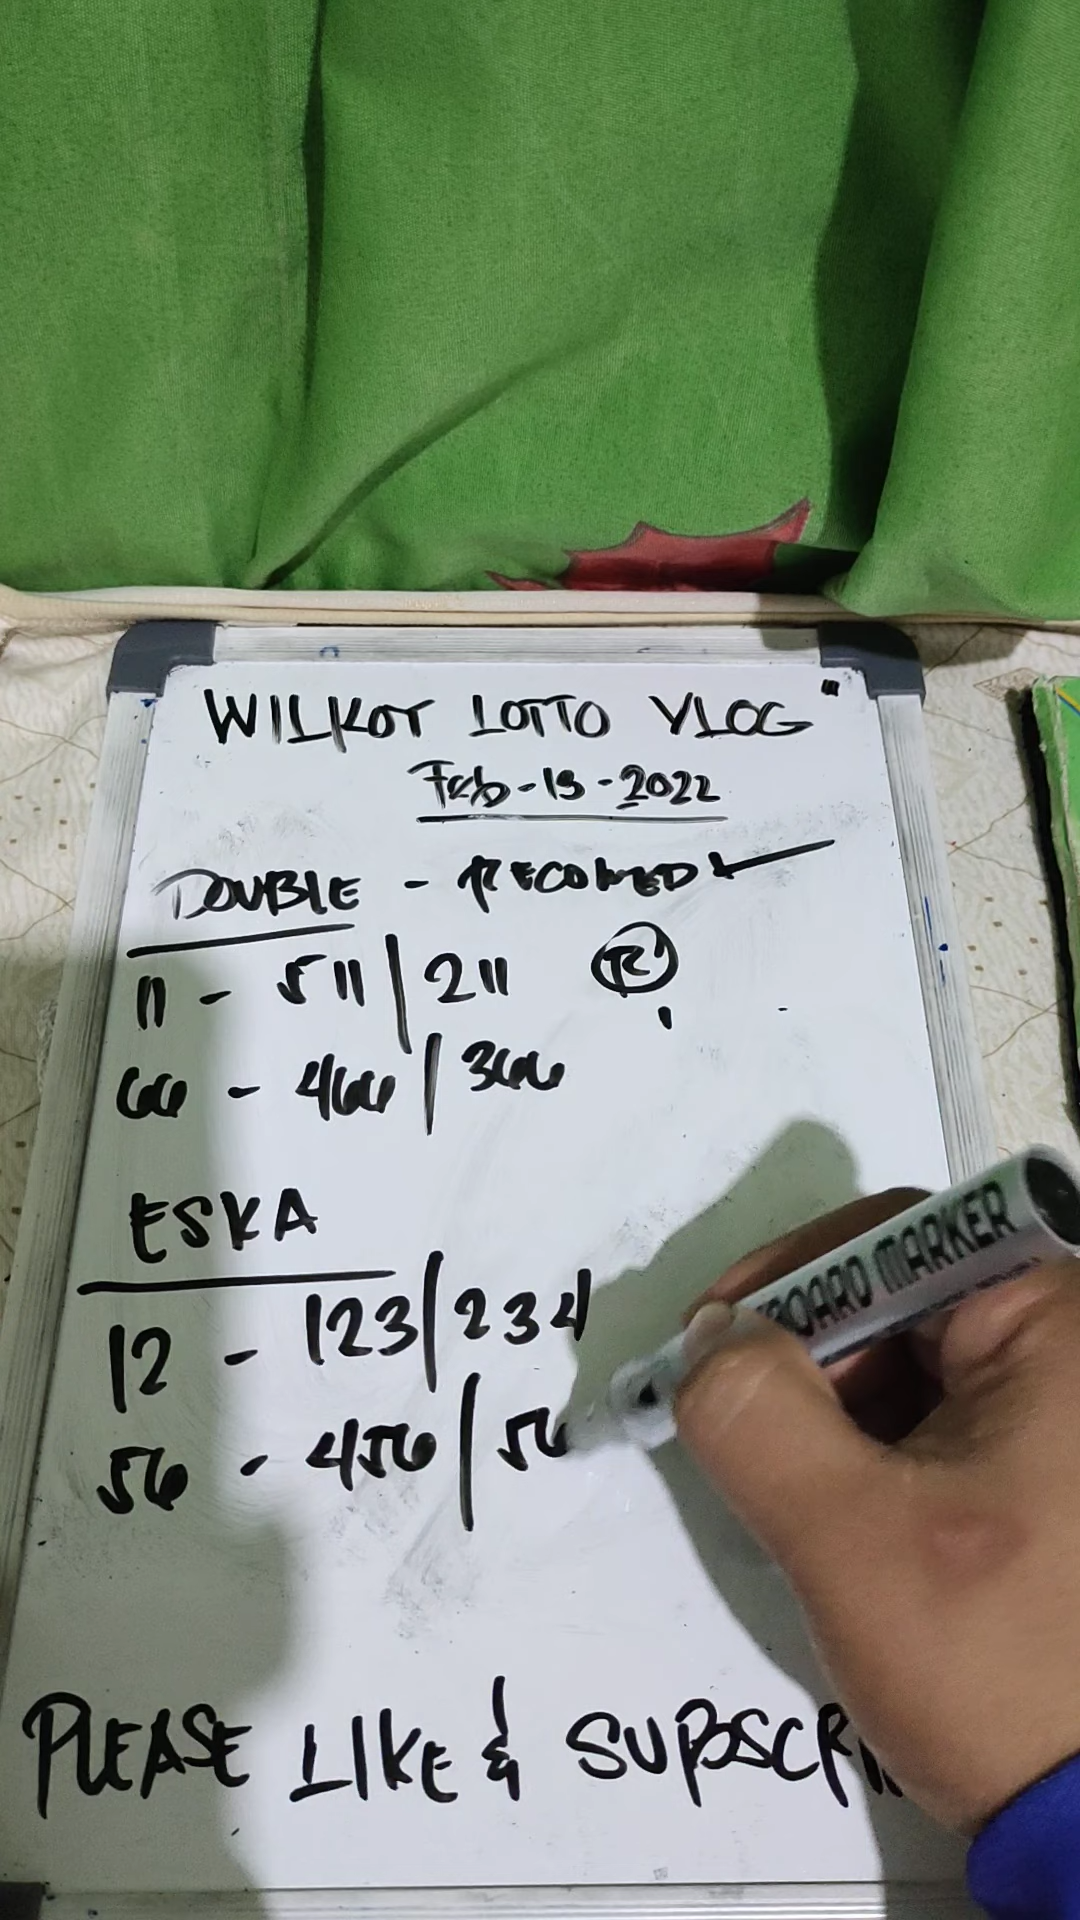 WILKOT LOTTO VLOG"
Feb-13-2022
DOUBLE - RECOMED ✓
11 - 511 | 211 R
66 - 466 | 366
ESKA
12 - 123 | 234
56 - 456 | 56
BOARD MARKER
PLEASE LIKE & SUBSCRI